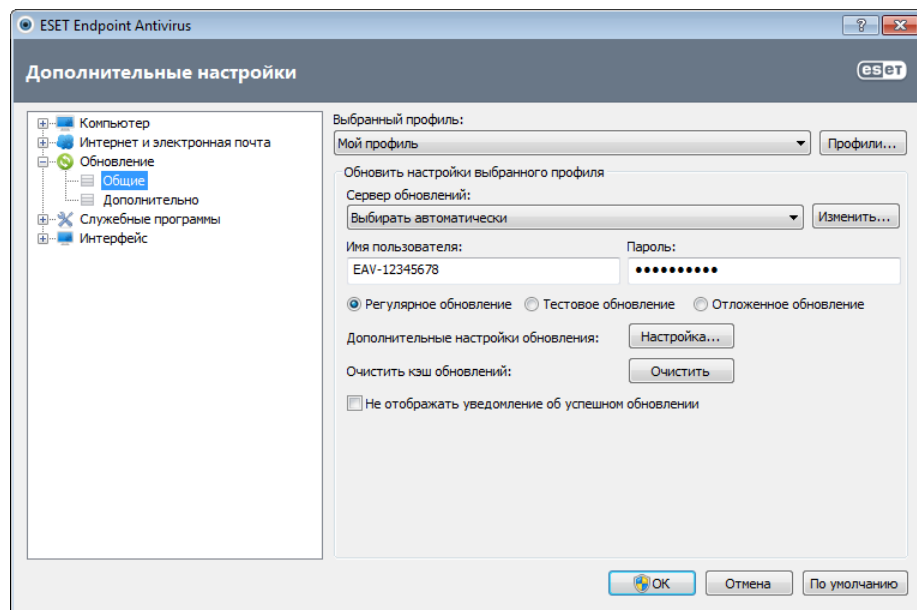 ESET Endpoint Antivirus
Дополнительные настройки
eset
Компьютер
Интернет и электронная почта
Обновление
Общие
Дополнительно
Служебные программы
Интерфейс
Выбранный профиль:
Мой профиль
Профили...
Обновить настройки выбранного профиля
Сервер обновлений:
Выбирать автоматически
Изменить...
Имя пользователя: Пароль:
EAV-12345678 ●●●●●●●●●●
Регулярное обновление Тестовое обновление Отложенное обновление
Дополнительные настройки обновления: Настройка...
Очистить кэш обновлений: Очистить
Не отображать уведомление об успешном обновлении
OK Отмена По умолчанию